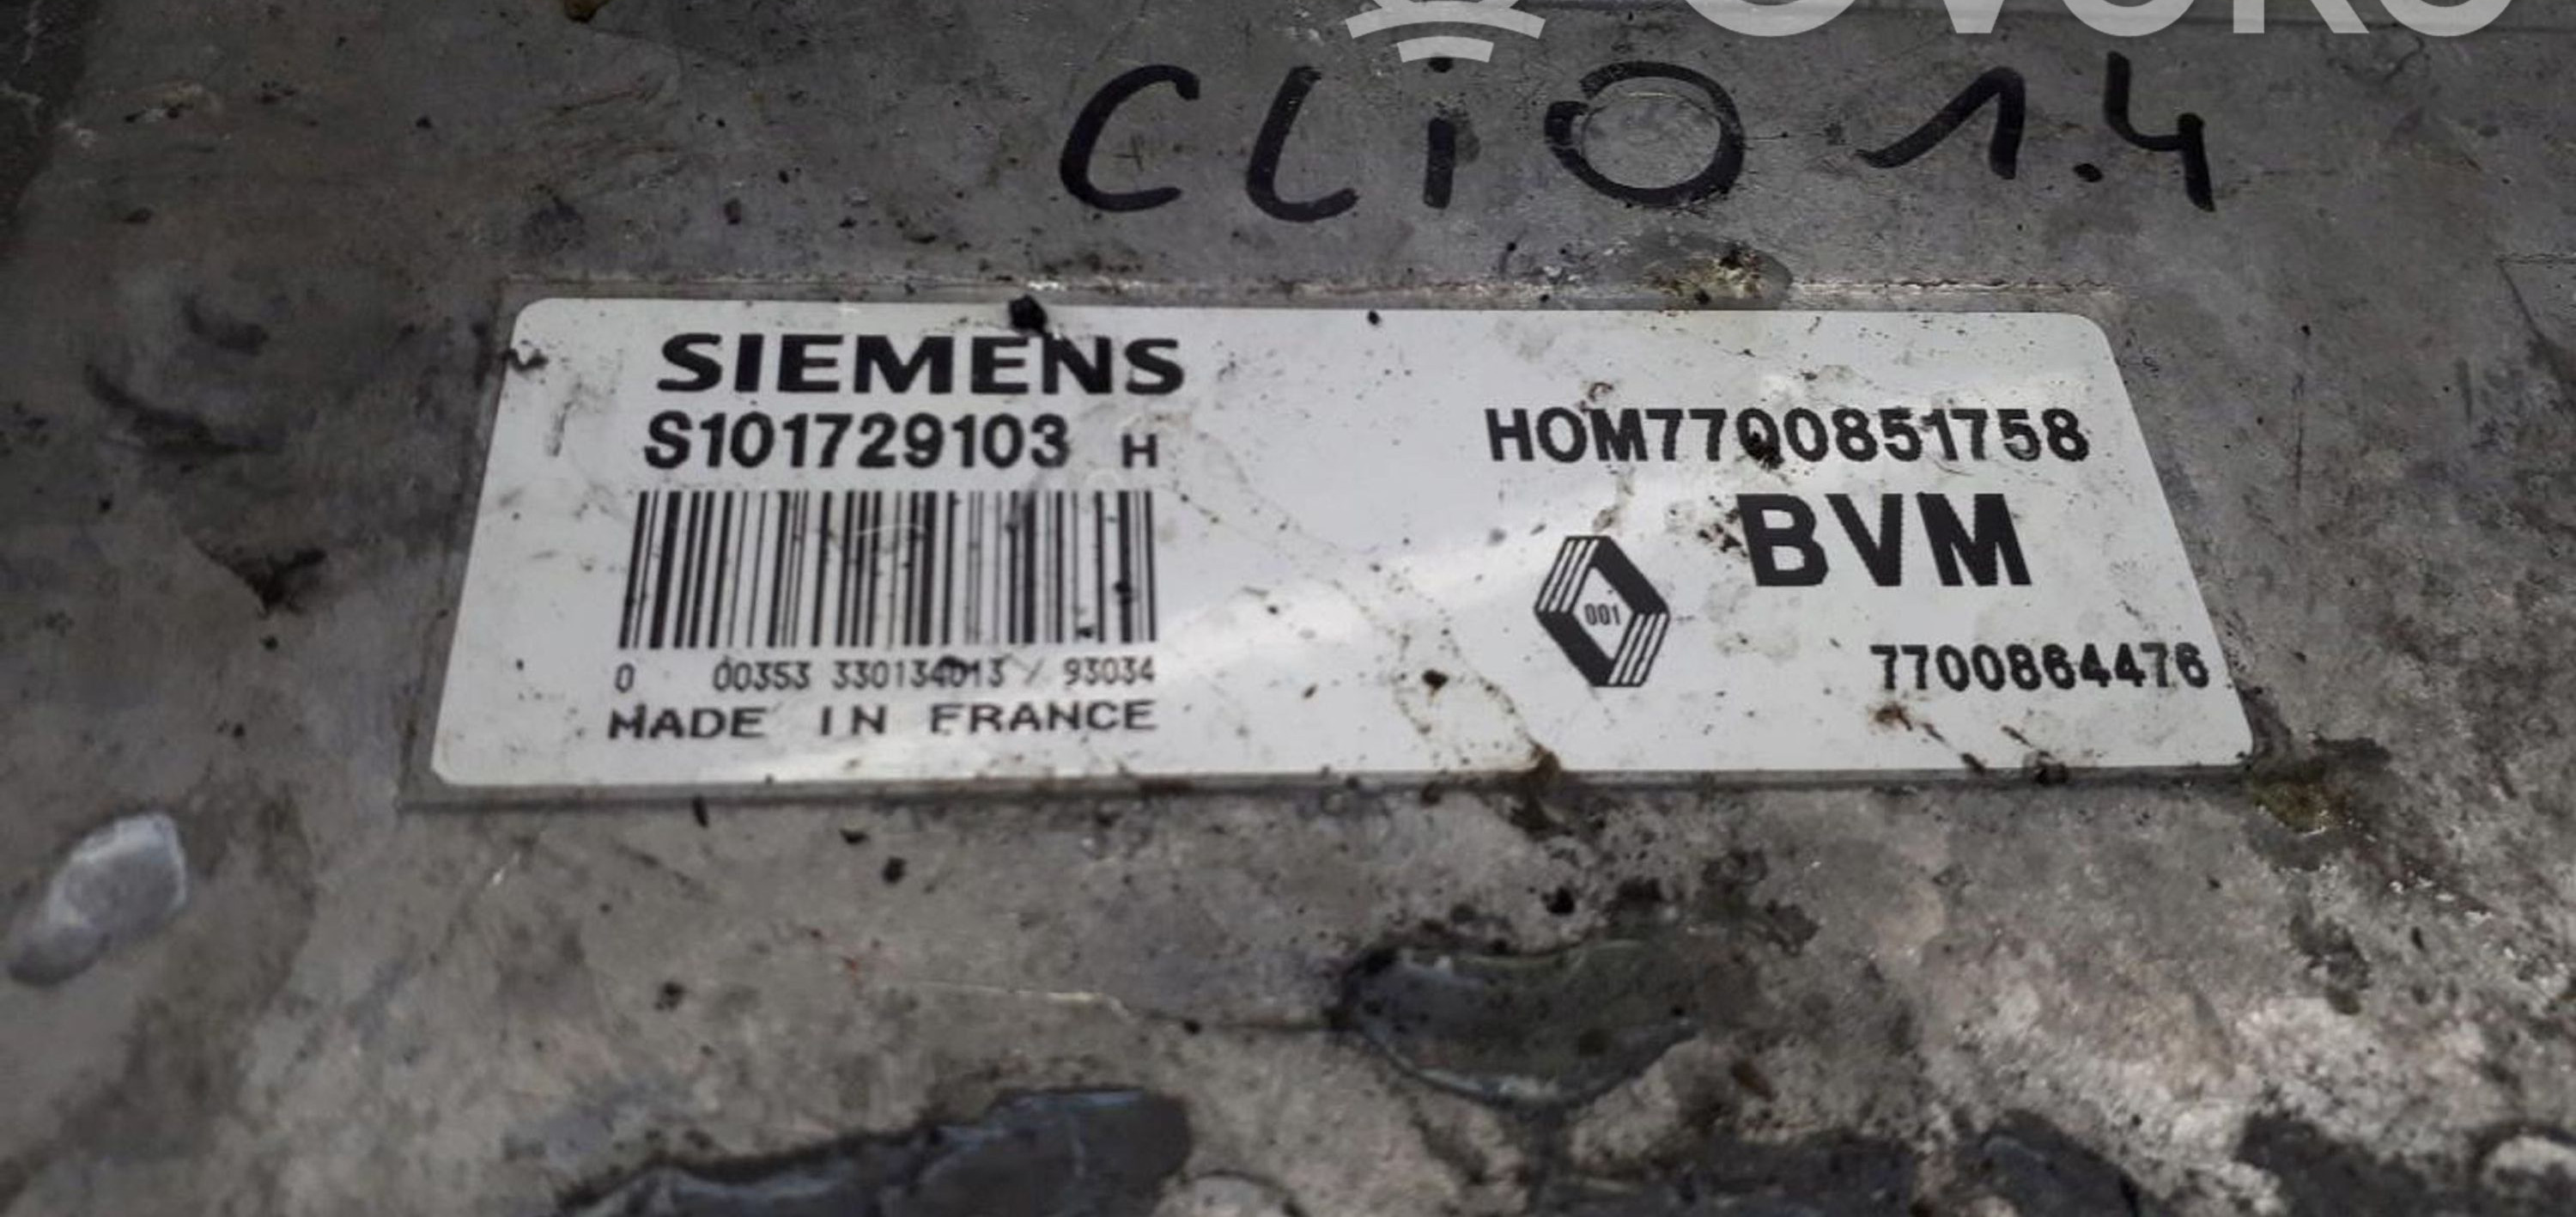 CLiO 1.4
SIEMENS
S101729103 H
0 00353 330134013 / 93034
MADE IN FRANCE
HOM7700851758
BVM
001
7700864476